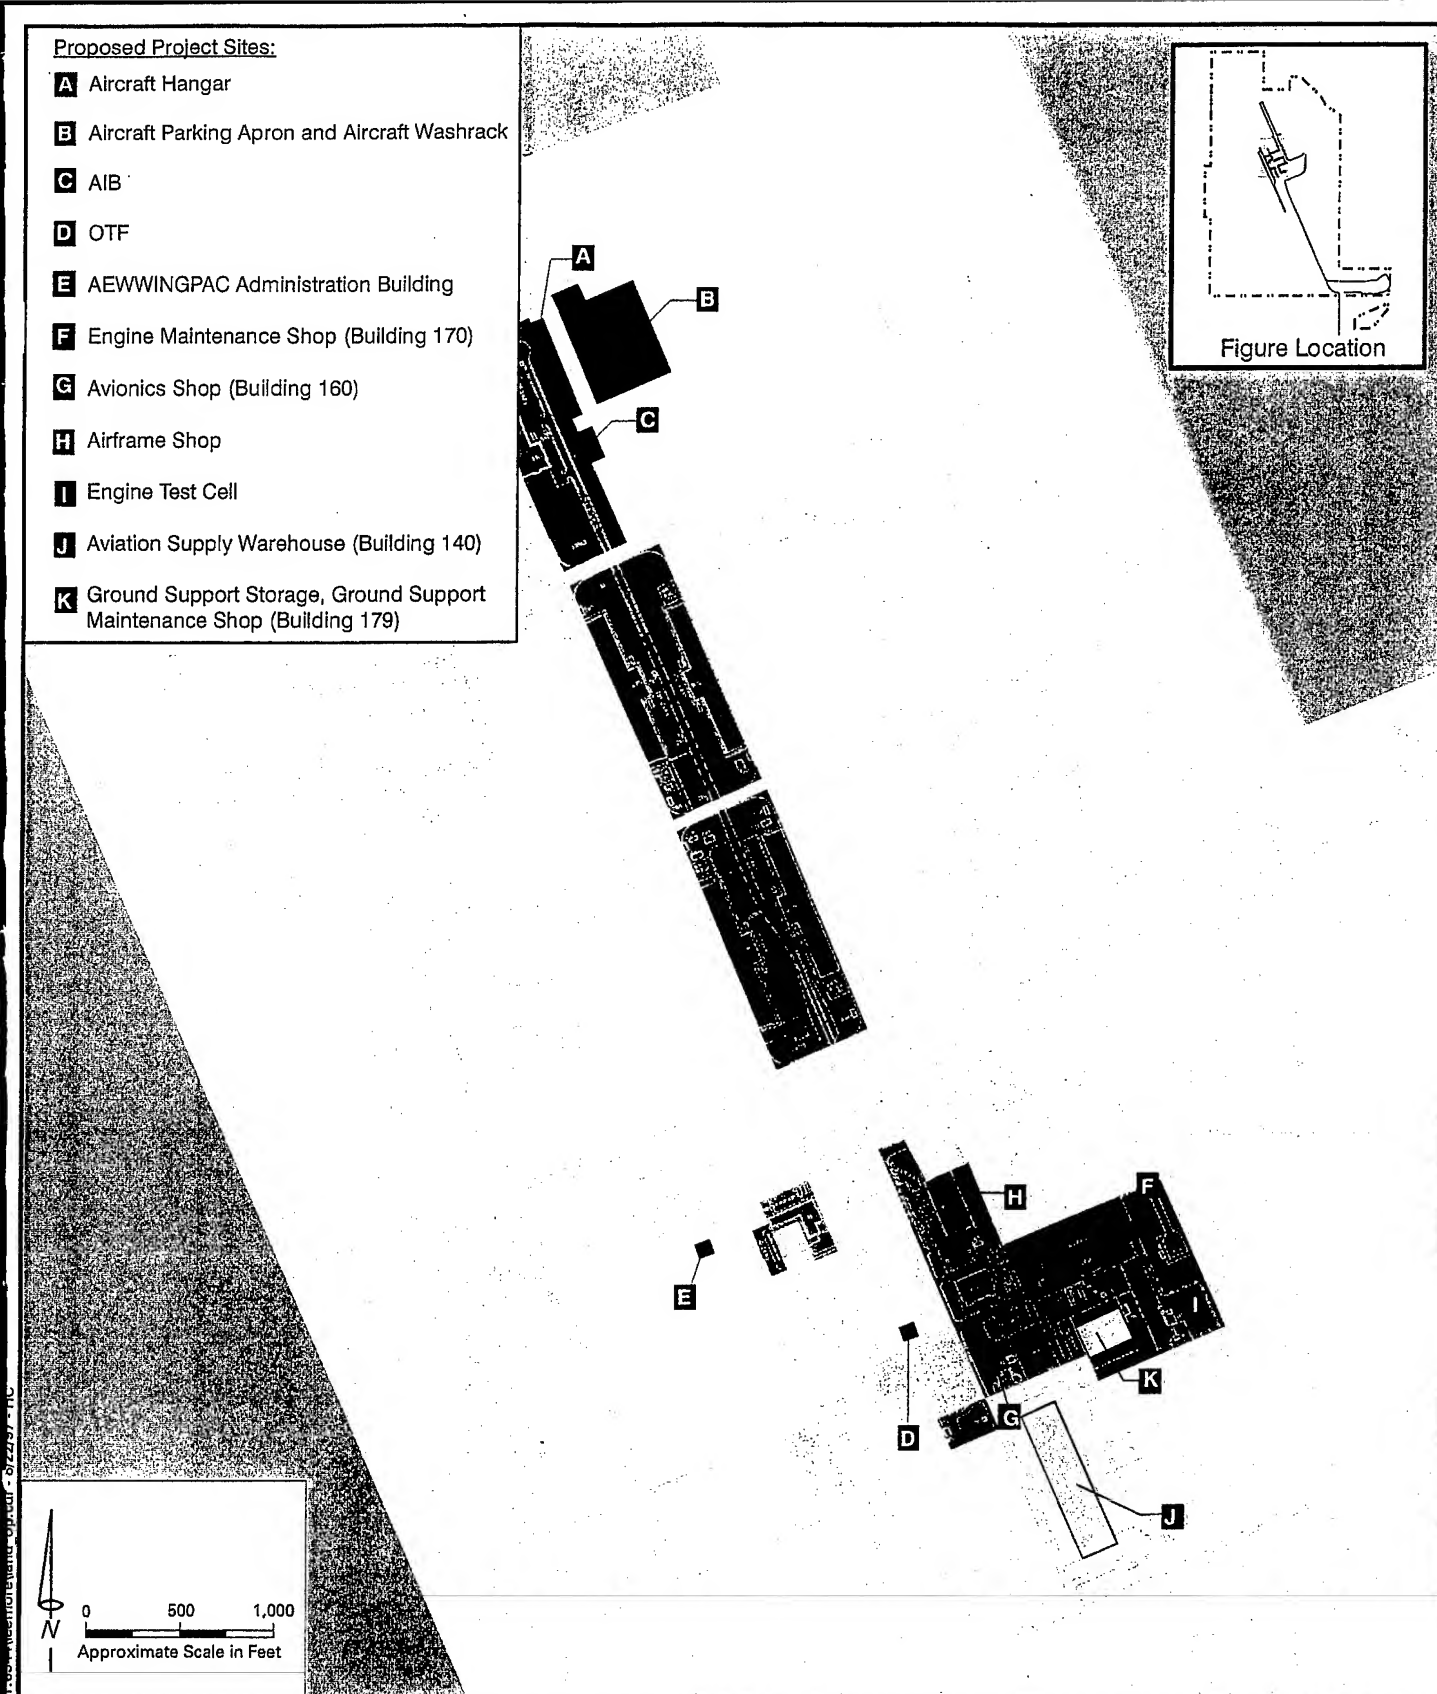 Proposed Project Sites:
A Aircraft Hangar
B Aircraft Parking Apron and Aircraft Washrack
C AIB
D OTF
E AEWWINGPAC Administration Building
F Engine Maintenance Shop (Building 170)
G Avionics Shop (Building 160)
H Airframe Shop
I Engine Test Cell
J Aviation Supply Warehouse (Building 140)
K Ground Support Storage, Ground Support
Maintenance Shop (Building 179)
Figure Location
A
B
C
F
H
E
I
K
G
D
J
0 500 1,000
N
Approximate Scale in Feet